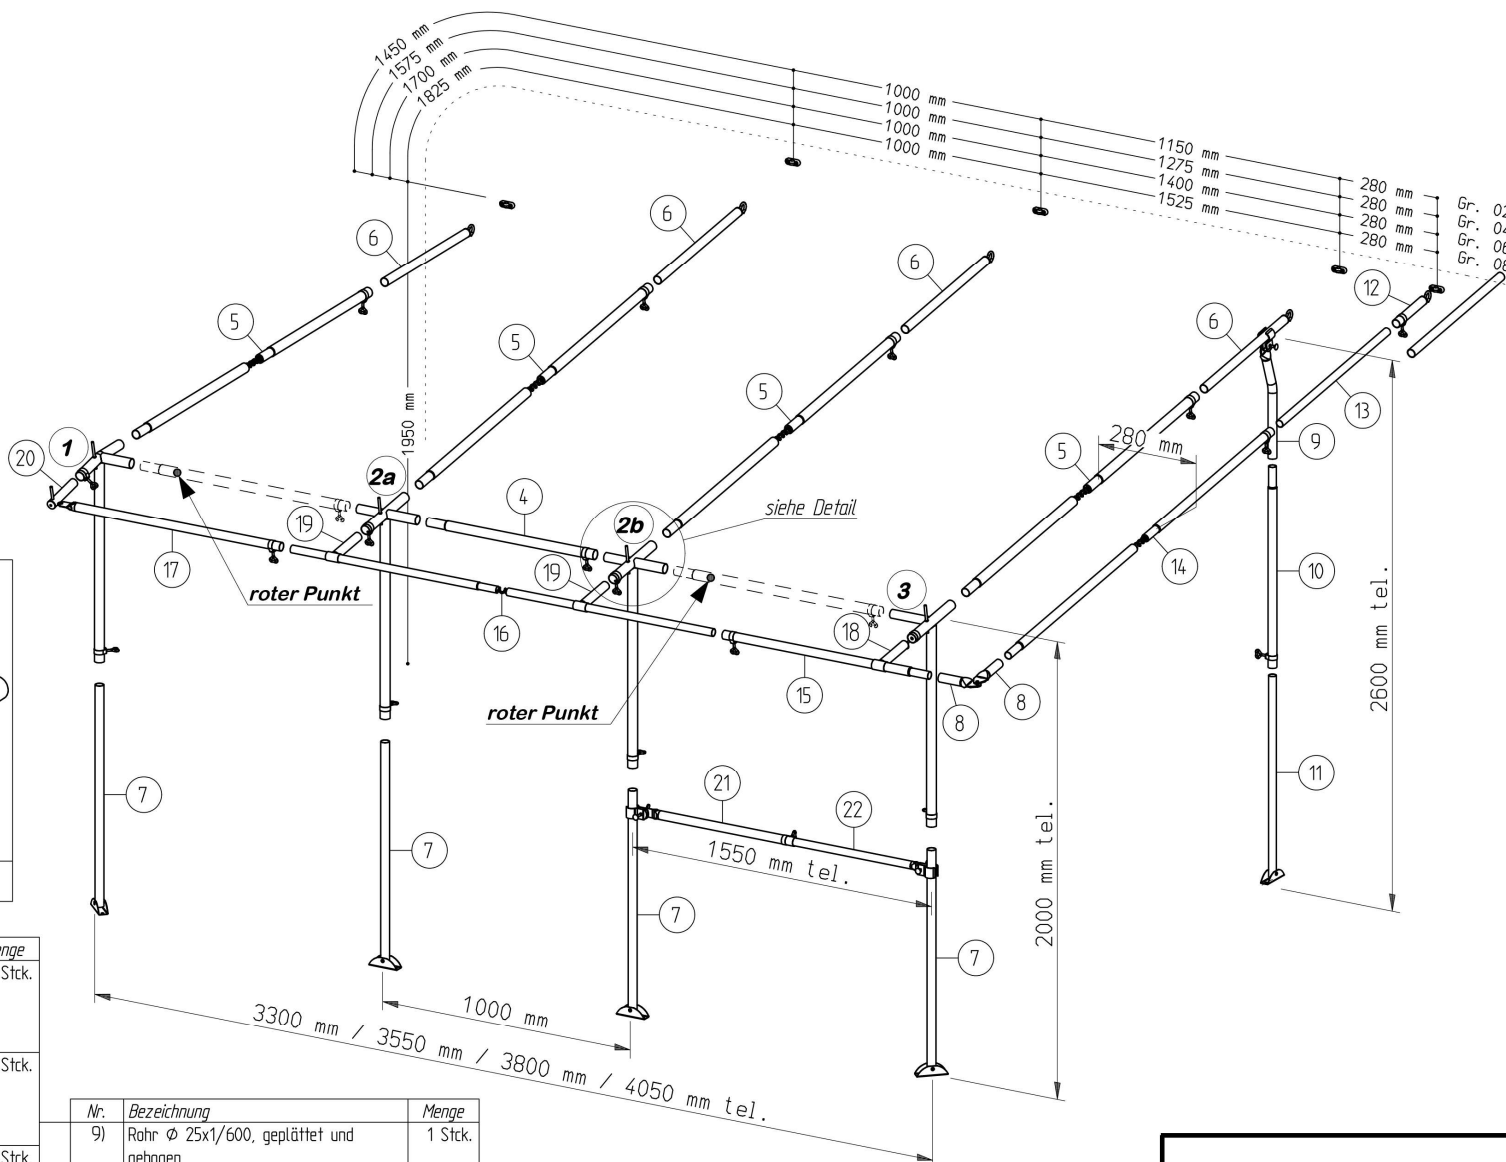 1450 mm
1575 mm
1700 mm
1825 mm
1000 mm
1000 mm
1000 mm
1000 mm
1150 mm
1275 mm
1400 mm
1525 mm
280 mm
280 mm
280 mm
280 mm
Gr. 02
Gr. 04
Gr. 06
Gr. 08
6
6
6
6
12
5
5
5
5
13
280 mm
9
1950 mm
1
20
2a
4
siehe Detail
2b
19
19
3
14
10
17
roter Punkt
16
18
15
8
8
roter Punkt
2600 mm tel.
7
21
22
11
7
1550 mm tel.
2000 mm tel.
7
7
1000 mm
3300 mm / 3550 mm / 3800 mm / 4050 mm tel.
Stck.
Stck.
Stck.
Nr. Bezeichnung Menge
9) Rohr ϕ 25x1/600, geplättet und 1 Stck.
gebogen